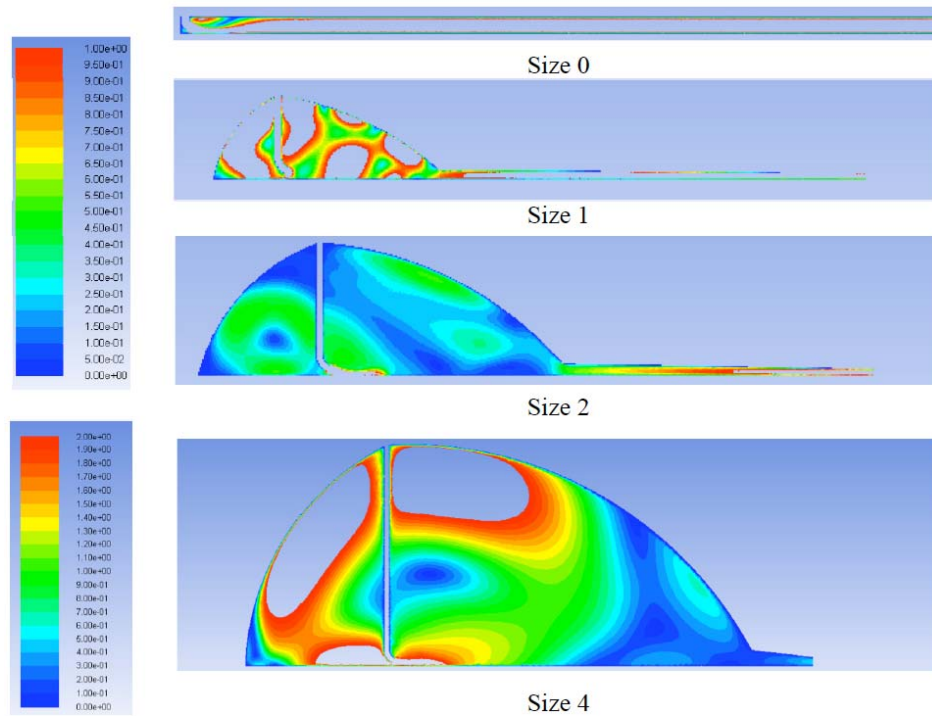 1.00e+00
9.50e-01
9.00e-01
8.50e-01
8.00e-01
7.50e-01
7.00e-01
6.50e-01
6.00e-01
5.50e-01
5.00e-01
4.50e-01
4.00e-01
3.50e-01
3.00e-01
2.50e-01
2.00e-01
1.50e-01
1.00e-01
5.00e-02
0.00e+00
Size 0
Size 1
Size 2
2.00e+00
1.90e+00
1.80e+00
1.70e+00
1.60e+00
1.50e+00
1.40e+00
1.30e+00
1.20e+00
1.10e+00
1.00e+00
9.00e-01
8.00e-01
7.00e-01
6.00e-01
5.00e-01
4.00e-01
3.00e-01
2.00e-01
1.00e-01
0.00e+00
Size 4